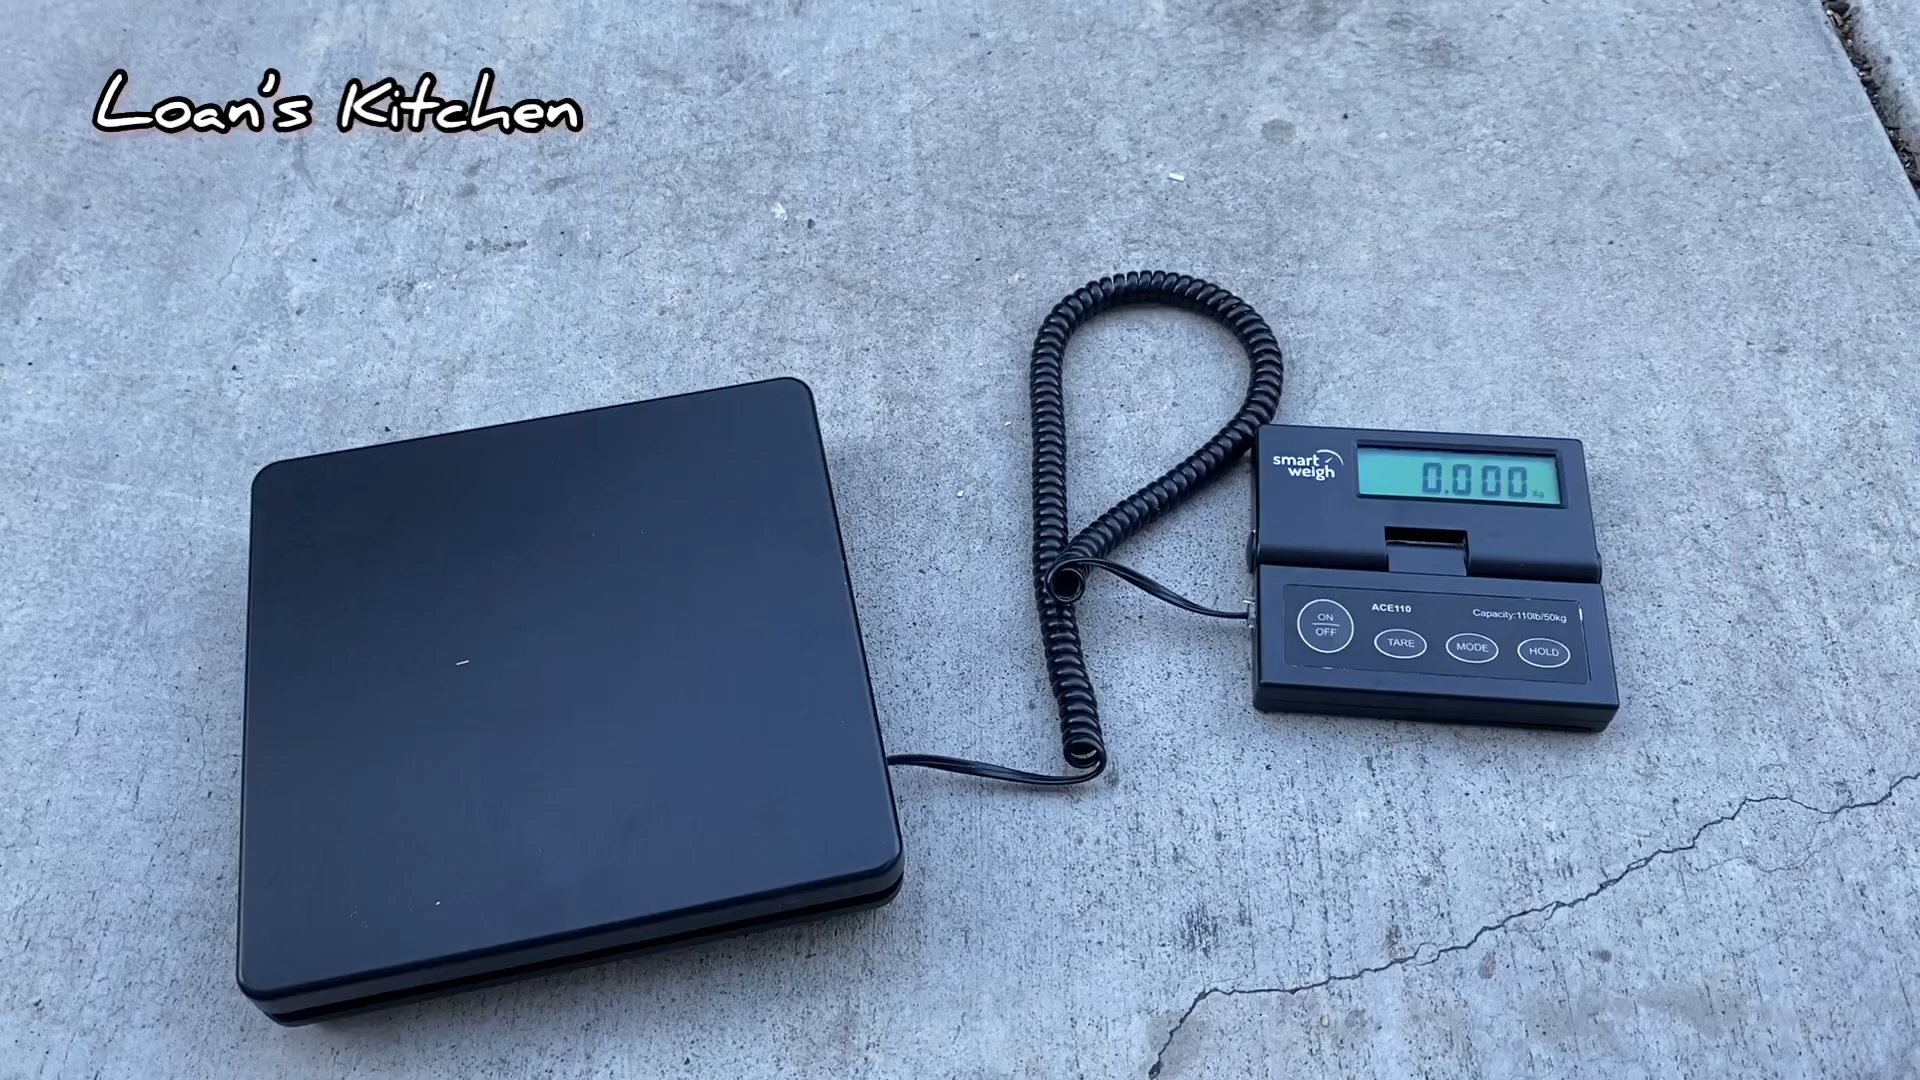 Loan's Kitchen
smart
weigh
0.000 Kg
ACE110
Capacity:110lb/50kg
ON
OFF
TARE
MODE
HOLD